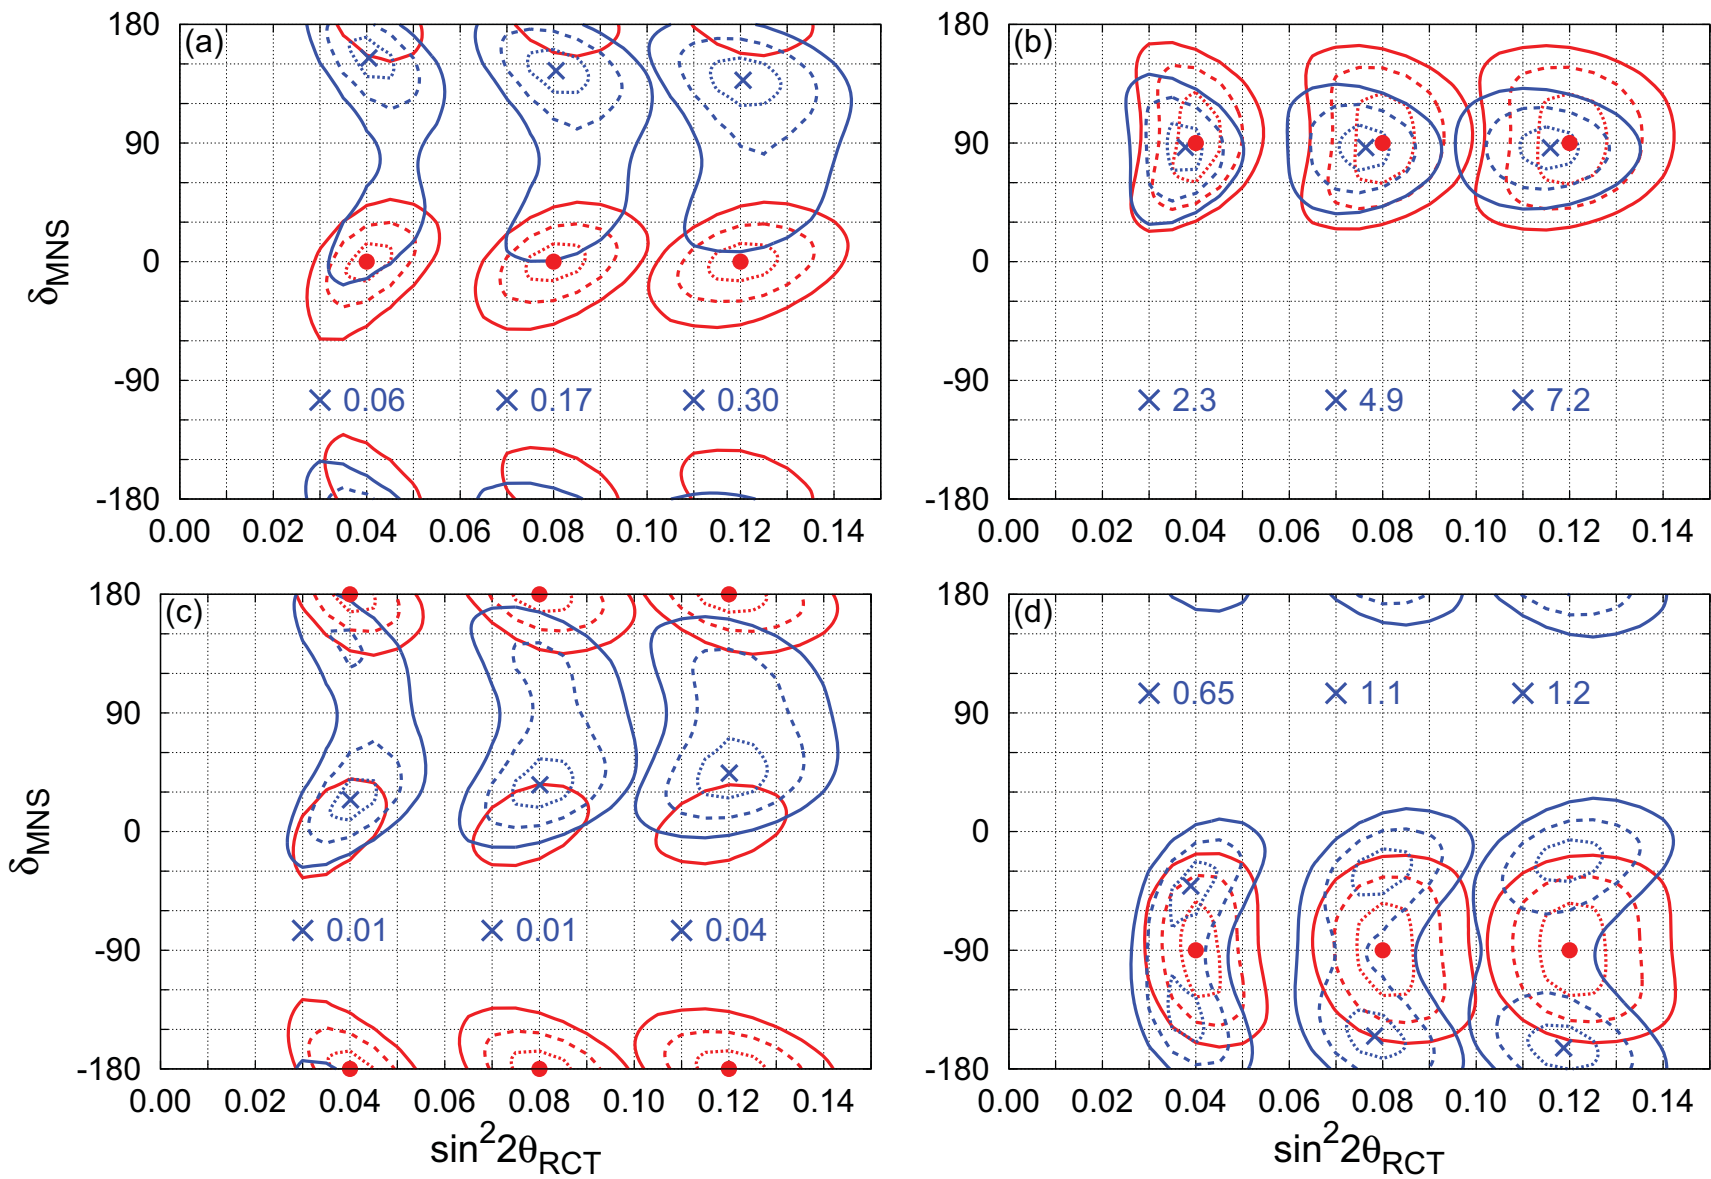 180 (a) 90 0 -90 -180
δMNS
× 0.06 × 0.17 × 0.30
0.00 0.02 0.04 0.06 0.08 0.10 0.12 0.14
180 (b) 90 0 -90 -180
× 2.3 × 4.9 × 7.2
0.00 0.02 0.04 0.06 0.08 0.10 0.12 0.14
180 (c) 90 0 -90 -180
δMNS
× 0.01 × 0.01 × 0.04
0.00 0.02 0.04 0.06 0.08 0.10 0.12 0.14
sin²2θRCT
180 (d) 90 0 -90 -180
× 0.65 × 1.1 × 1.2
0.00 0.02 0.04 0.06 0.08 0.10 0.12 0.14
sin²2θRCT